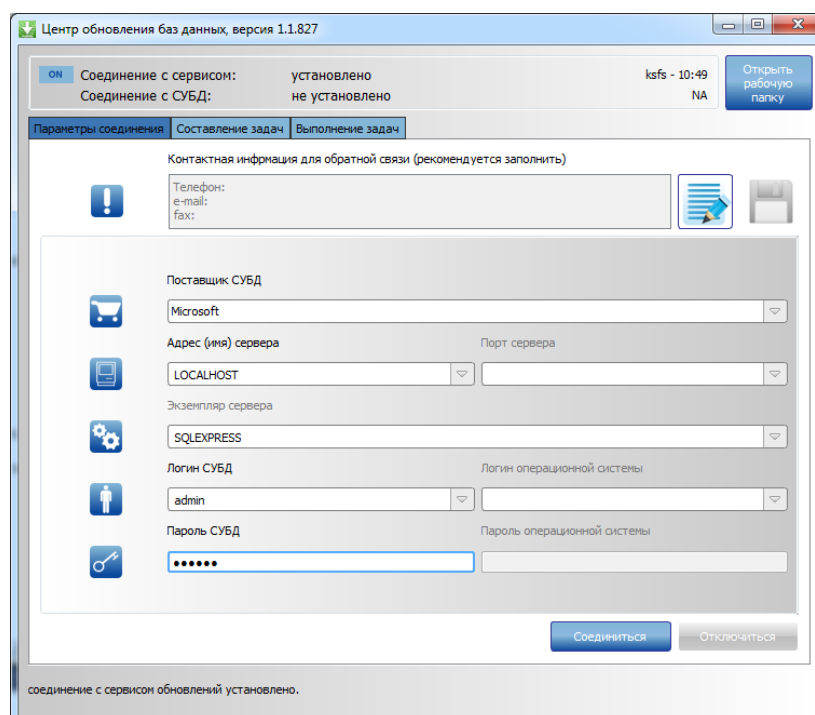 Центр обновления баз данных, версия 1.1.827
ON Соединение с сервисом: установлено ksfs - 10:49
Соединение с СУБД: не установлено NA
Открыть
рабочую
папку
Параметры соединения Составление задач Выполнение задач
Контактная инфрмация для обратной связи (рекомендуется заполнить)
Телефон:
e-mail:
fax:
Поставщик СУБД
Microsoft
Адрес (имя) сервера Порт сервера
LOCALHOST
Экземпляр сервера
SQLEXPRESS
Логин СУБД Логин операционной системы
admin
Пароль СУБД Пароль операционной системы
••••••
Соединиться Отключиться
соединение с сервисом обновлений установлено.